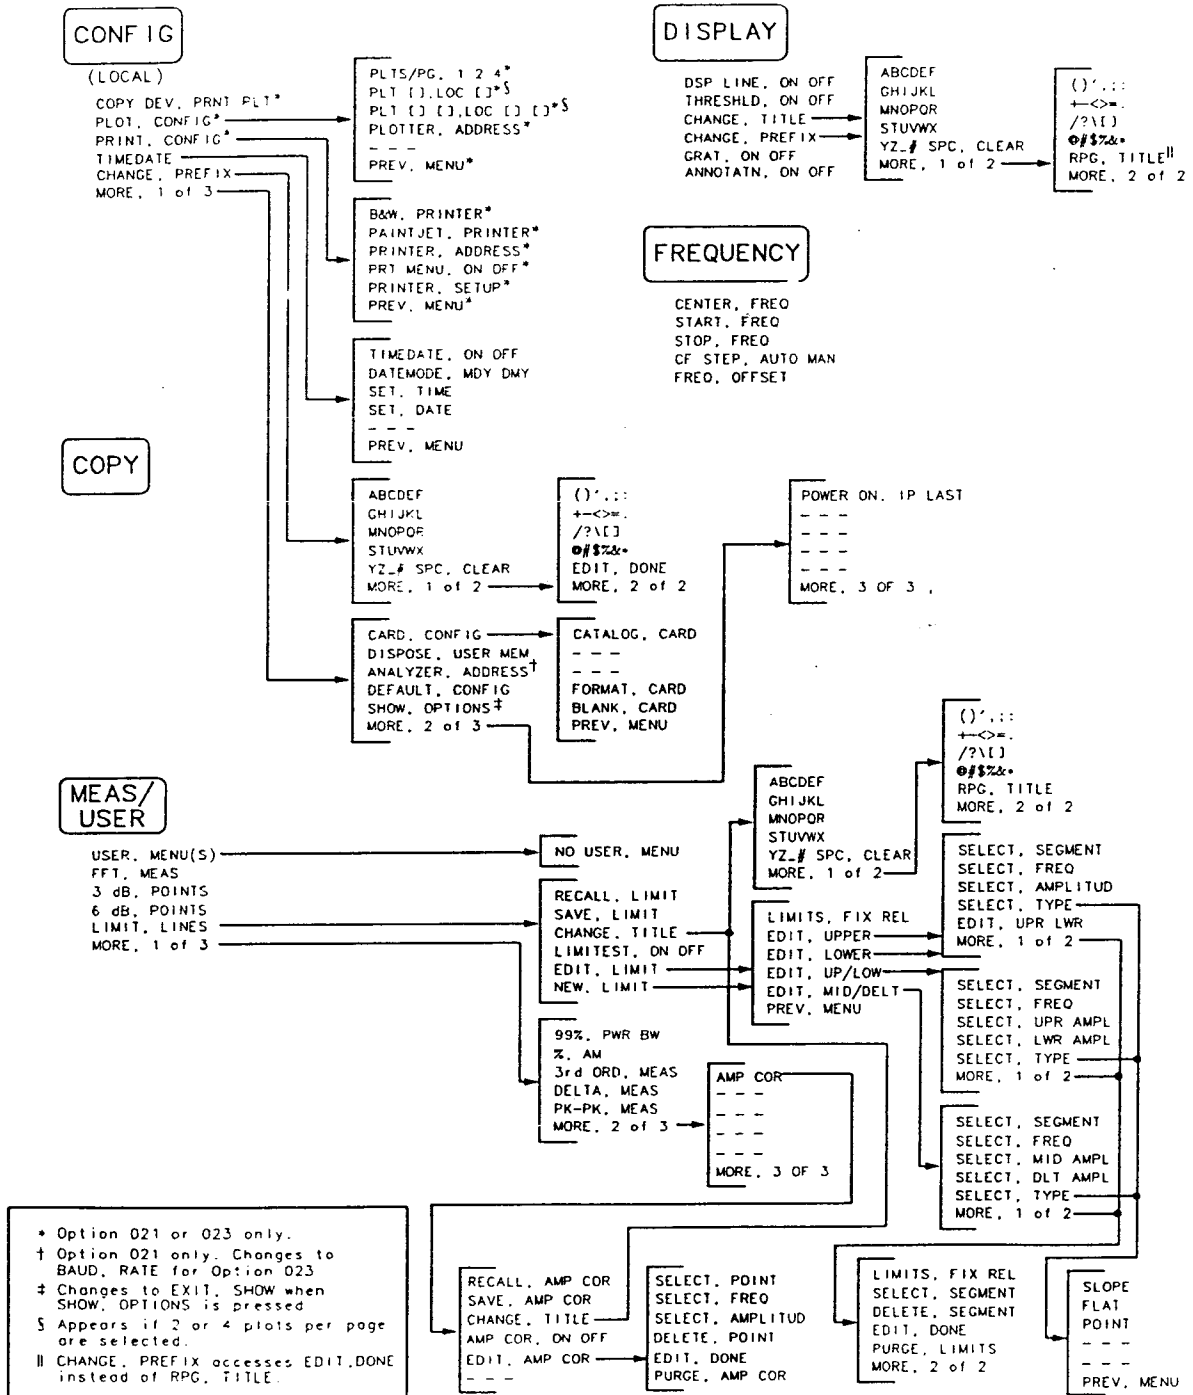 CONFIG
(LOCAL)
COPY DEV, PRNT PLT*
PLOT, CONFIG*
PRINT, CONFIG*
TIMEDATE
CHANGE, PREFIX
MORE, 1 of 3
PLTS/PG, 1 2 4*
PLT [],LOC []*§
PLT [] [],LOC [] []*§
PLOTTER, ADDRESS*
- - -
PREV, MENU*
B&W, PRINTER*
PAINTJET, PRINTER*
PRINTER, ADDRESS*
PRT MENU, ON OFF*
PRINTER, SETUP*
PREV, MENU*
TIMEDATE, ON OFF
DATEMODE, MDY DMY
SET, TIME
SET, DATE
- - -
PREV, MENU
DISPLAY
DSP LINE, ON OFF
THRESHLD, ON OFF
CHANGE, TITLE
CHANGE, PREFIX
GRAT, ON OFF
ANNOTATN, ON OFF
ABCDEF
GHIJKL
MNOPQR
STUVWX
YZ_# SPC, CLEAR
MORE, 1 of 2
()',;:
+-<>=.
/?\[]
@#$%&*
RPG, TITLE||
MORE, 2 of 2
FREQUENCY
CENTER, FREQ
START, FREQ
STOP, FREQ
CF STEP, AUTO MAN
FREQ, OFFSET
COPY
ABCDEF
GHIJKL
MNOPQR
STUVWX
YZ_# SPC, CLEAR
MORE, 1 of 2
()',;:
+-<>=.
/?\[]
@#$%&*
EDIT, DONE
MORE, 2 of 2
POWER ON, IP LAST
- - -
- - -
- - -
- - -
MORE, 3 OF 3
CARD, CONFIG
DISPOSE, USER MEM
ANALYZER, ADDRESS†
DEFAULT, CONFIG
SHOW, OPTIONS‡
MORE, 2 of 3
CATALOG, CARD
- - -
- - -
FORMAT, CARD
BLANK, CARD
PREV, MENU
MEAS/
USER
USER, MENU(S)
FFT, MEAS
3 dB, POINTS
6 dB, POINTS
LIMIT, LINES
MORE, 1 of 3
NO USER, MENU
RECALL, LIMIT
SAVE, LIMIT
CHANGE, TITLE
LIMITEST, ON OFF
EDIT, LIMIT
NEW, LIMIT
99%, PWR BW
%, AM
3rd ORD, MEAS
DELTA, MEAS
PK-PK, MEAS
MORE, 2 of 3
AMP COR
- - -
- - -
- - -
- - -
MORE, 3 OF 3
ABCDEF
GHIJKL
MNOPQR
STUVWX
YZ_# SPC, CLEAR
MORE, 1 of 2
()',;:
+-<>=.
/?\[]
@#$%&*
RPG, TITLE
MORE, 2 of 2
LIMITS, FIX REL
EDIT, UPPER
EDIT, LOWER
EDIT, UP/LOW
EDIT, MID/DELT
PREV, MENU
SELECT, SEGMENT
SELECT, FREQ
SELECT, AMPLITUD
SELECT, TYPE
EDIT, UPR LWR
MORE, 1 of 2
SELECT, SEGMENT
SELECT, FREQ
SELECT, UPR AMPL
SELECT, LWR AMPL
SELECT, TYPE
MORE, 1 of 2
SELECT, SEGMENT
SELECT, FREQ
SELECT, MID AMPL
SELECT, DLT AMPL
SELECT, TYPE
MORE, 1 of 2
* Option 021 or 023 only.
† Option 021 only. Changes to
BAUD, RATE for Option 023
‡ Changes to EXIT, SHOW when
SHOW, OPTIONS is pressed
§ Appears if 2 or 4 plots per page
are selected.
|| CHANGE, PREFIX accesses EDIT,DONE
instead of RPG, TITLE.
RECALL, AMP COR
SAVE, AMP COR
CHANGE, TITLE
AMP COR, ON OFF
EDIT, AMP COR
- - -
SELECT, POINT
SELECT, FREQ
SELECT, AMPLITUD
DELETE, POINT
EDIT, DONE
PURGE, AMP COR
LIMITS, FIX REL
SELECT, SEGMENT
DELETE, SEGMENT
EDIT, DONE
PURGE, LIMITS
MORE, 2 of 2
SLOPE
FLAT
POINT
- - -
- - -
PREV, MENU